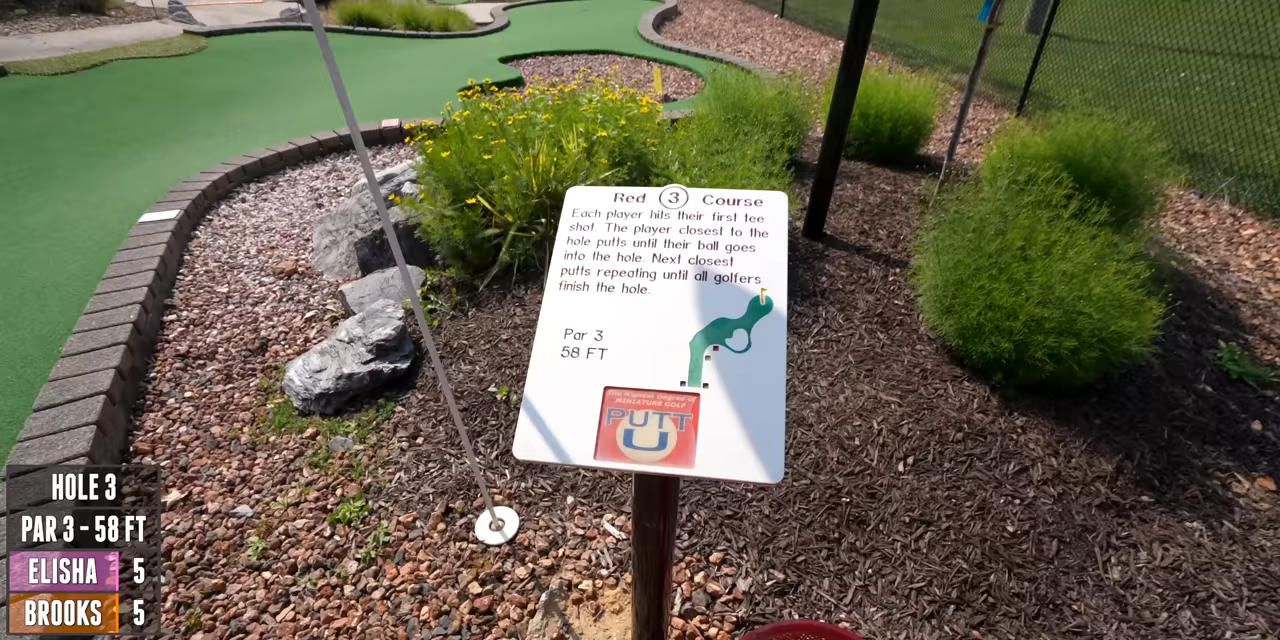 Red 3 Course
Each player hits their first tee
shot. The player closest to the
hole putts until their ball goes
into the hole. Next closest
putts repeating until all golfers
finish the hole.
Par 3
58 FT
The Highest Degree of
MINIATURE GOLF
PUTT
U
HOLE 3
PAR 3 - 58 FT
ELISHA 5
BROOKS 5